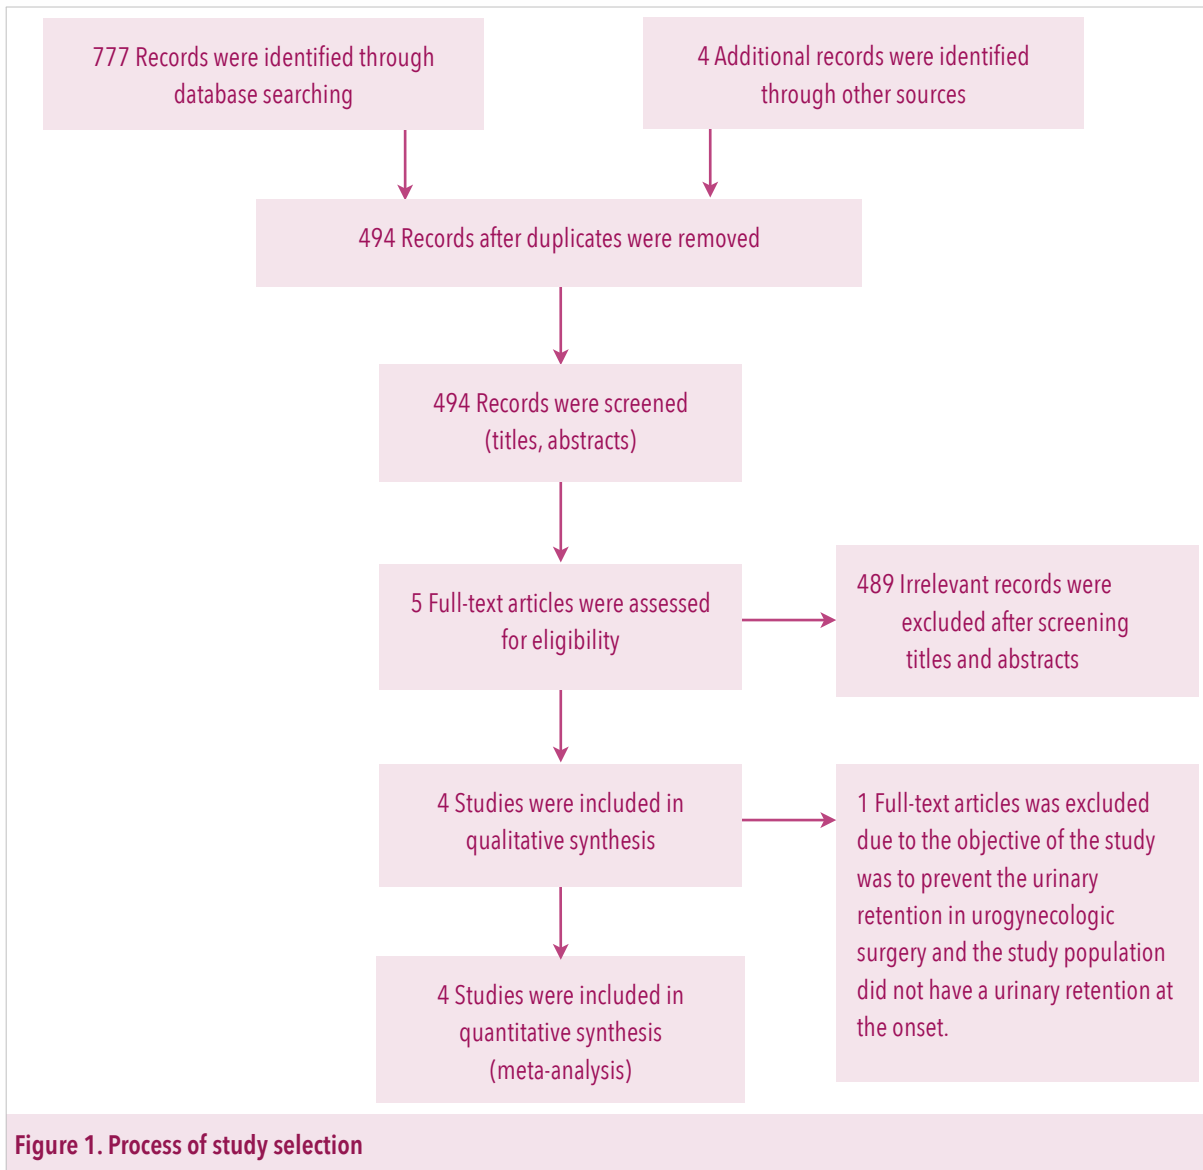 777 Records were identified through
database searching
4 Additional records were identified
through other sources
494 Records after duplicates were removed
494 Records were screened
(titles, abstracts)
5 Full-text articles were assessed
for eligibility
489 Irrelevant records were
excluded after screening
titles and abstracts
4 Studies were included in
qualitative synthesis
1 Full-text articles was excluded
due to the objective of the study
was to prevent the urinary
retention in urogynecologic
surgery and the study population
did not have a urinary retention at
the onset.
4 Studies were included in
quantitative synthesis
(meta-analysis)
Figure 1. Process of study selection